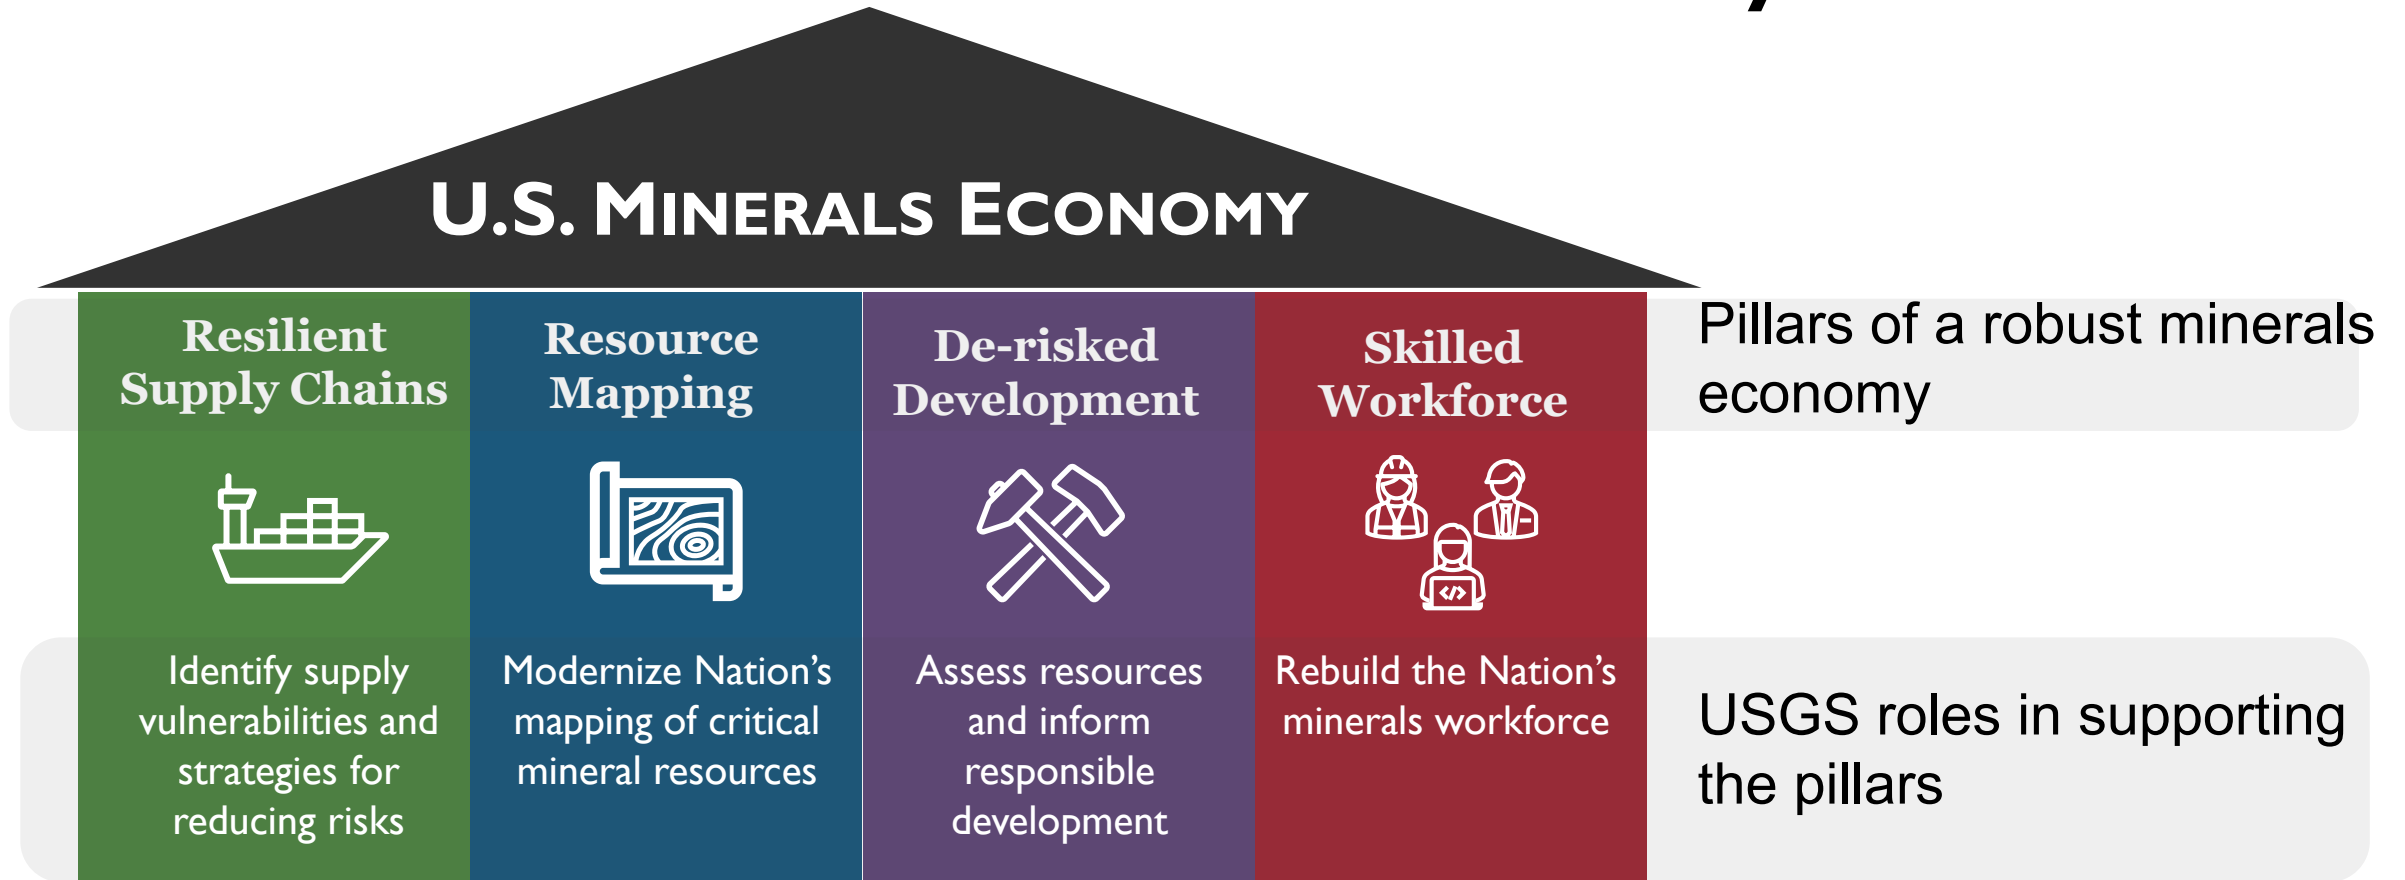 U.S. MINERALS ECONOMY
Resilient
Supply Chains
Resource
Mapping
De-risked
Development
Skilled
Workforce
Pillars of a robust minerals
economy
</>
Identify supply
vulnerabilities and
strategies for
reducing risks
Modernize Nation’s
mapping of critical
mineral resources
Assess resources
and inform
responsible
development
Rebuild the Nation’s
minerals workforce
USGS roles in supporting
the pillars